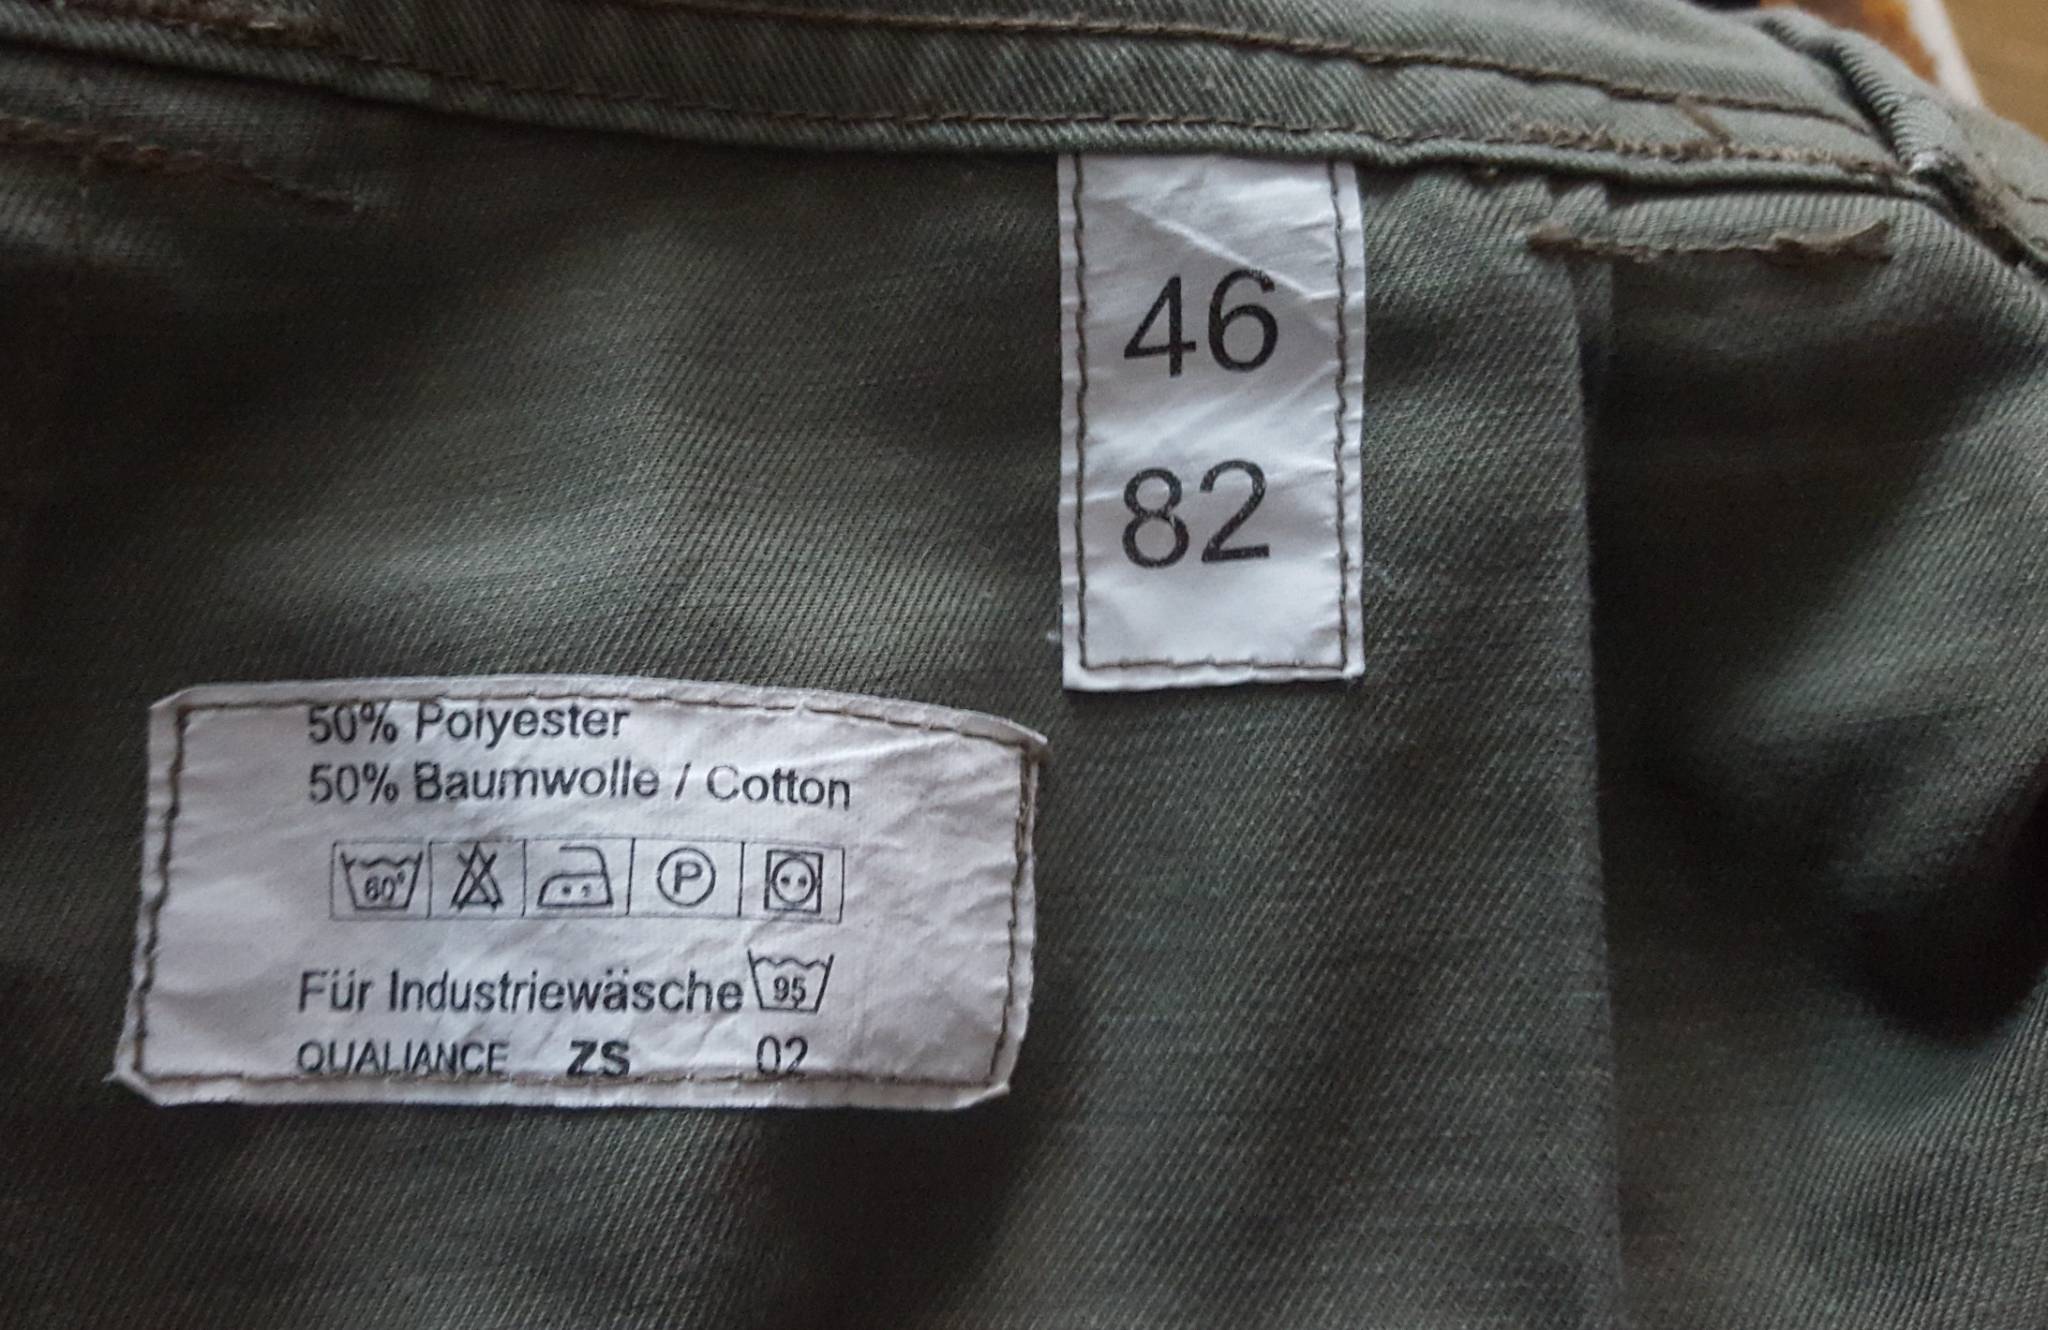 46
82
50% Polyester
50% Baumwolle / Cotton
60° P
Für Industriewäsche 95
QUALIANCE ZS 02